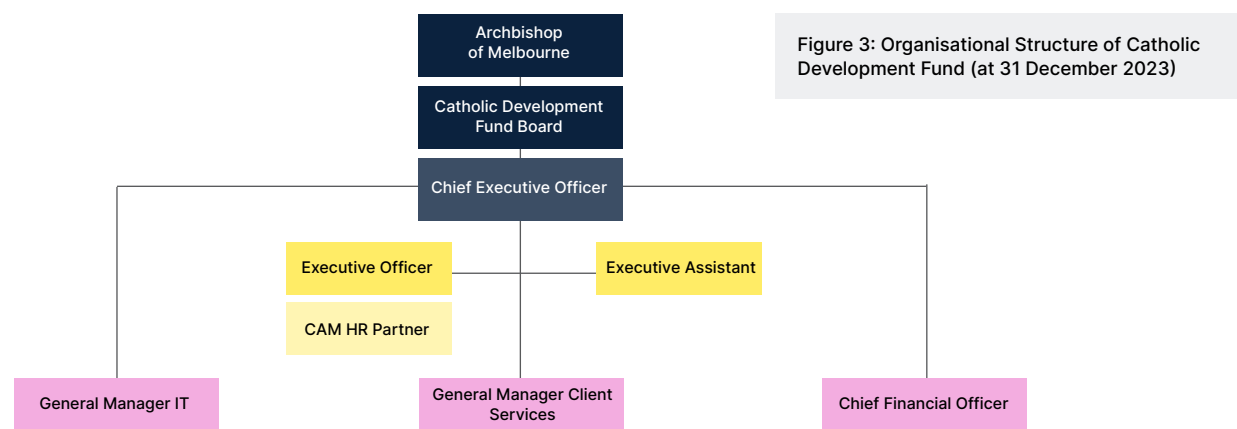 Archbishop
of Melbourne
Figure 3: Organisational Structure of Catholic
Development Fund (at 31 December 2023)
Catholic Development
Fund Board
Chief Executive Officer
Executive Officer
Executive Assistant
CAM HR Partner
General Manager IT
General Manager Client
Services
Chief Financial Officer